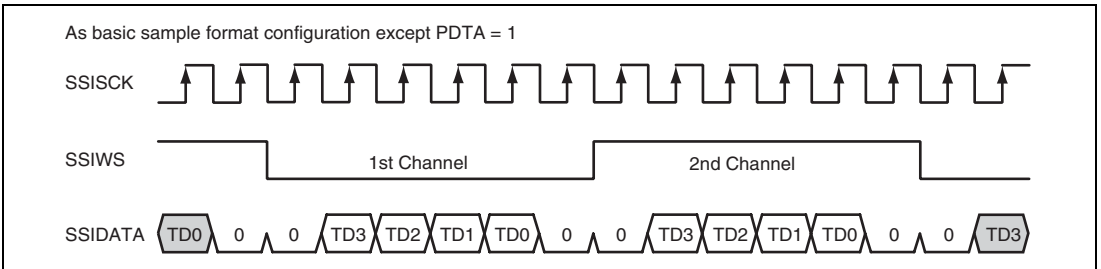 As basic sample format configuration except PDTA = 1
SSISCK
SSIWS 1st Channel 2nd Channel
SSIDATA TD0 0 0 TD3 TD2 TD1 TD0 0 0 TD3 TD2 TD1 TD0 0 0 TD3